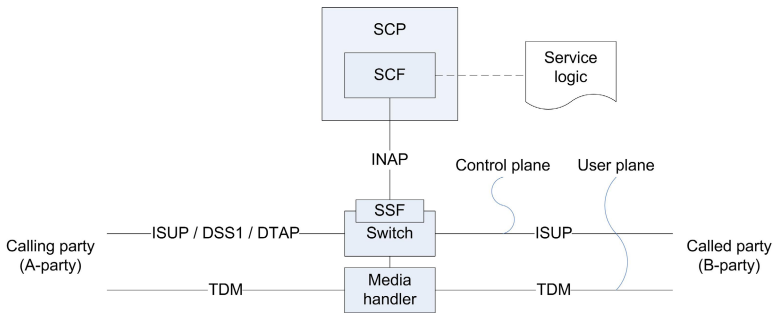 SCP
SCF
Service
logic
INAP
Control plane
User plane
SSF
Switch
ISUP / DSS1 / DTAP
ISUP
Calling party
(A-party)
Called party
(B-party)
TDM
Media
handler
TDM